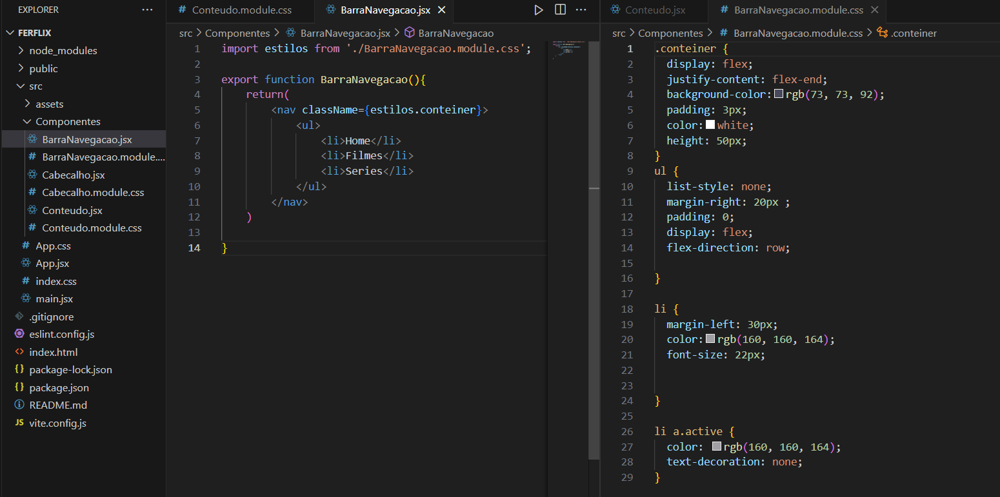 EXPLORER ···
FERFLIX
node_modules
public
src
assets
Componentes
BarraNavegacao.jsx
# BarraNavegacao.module....
Cabecalho.jsx
# Cabecalho.module.css
Conteudo.jsx
# Conteudo.module.css
# App.css
App.jsx
# index.css
main.jsx
.gitignore
eslint.config.js
<> index.html
{} package-lock.json
{} package.json
README.md
JS vite.config.js
# Conteudo.module.css
BarraNavegacao.jsx ×
src > Componentes > BarraNavegacao.jsx > BarraNavegacao
1 import estilos from './BarraNavegacao.module.css';
2
3 export function BarraNavegacao(){
4 return(
5 <nav className={estilos.conteiner}>
6 <ul>
7 <li>Home</li>
8 <li>Filmes</li>
9 <li>Series</li>
10 </ul>
11 </nav>
12 )
13
14 }
Conteudo.jsx
# BarraNavegacao.module.css ×
src > Componentes > # BarraNavegacao.module.css > .conteiner
1 .conteiner {
2 display: flex;
3 justify-content: flex-end;
4 background-color: rgb(73, 73, 92);
5 padding: 3px;
6 color: white;
7 height: 50px;
8 }
9 ul {
10 list-style: none;
11 margin-right: 20px ;
12 padding: 0;
13 display: flex;
14 flex-direction: row;
15
16 }
17
18 li {
19 margin-left: 30px;
20 color: rgb(160, 160, 164);
21 font-size: 22px;
22
23
24 }
25
26 li a.active {
27 color: rgb(160, 160, 164);
28 text-decoration: none;
29 }